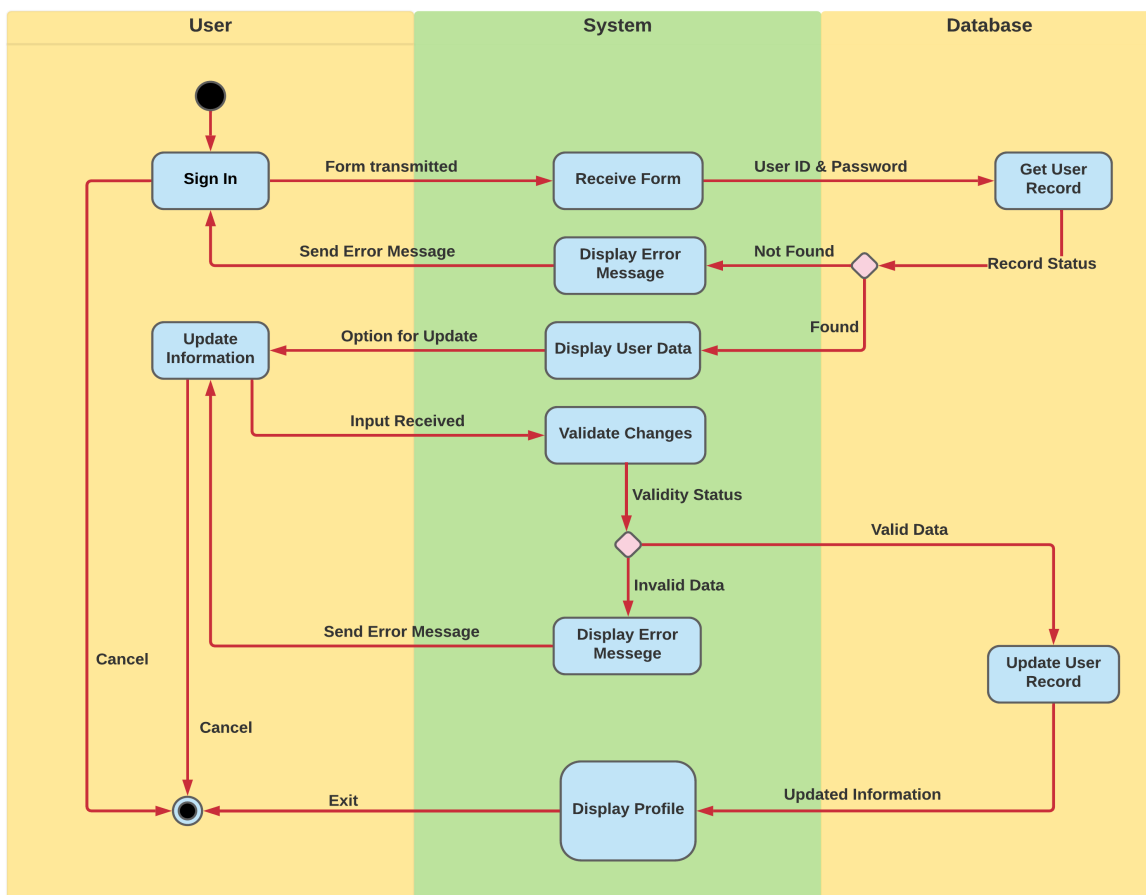 User
System
Database
Sign In
Form transmitted
Receive Form
User ID & Password
Get User
Record
Send Error Message
Display Error
Message
Not Found
Record Status
Found
Update
Information
Option for Update
Display User Data
Input Received
Validate Changes
Validity Status
Valid Data
Invalid Data
Send Error Message
Display Error
Messege
Cancel
Update User
Record
Cancel
Exit
Display Profile
Updated Information